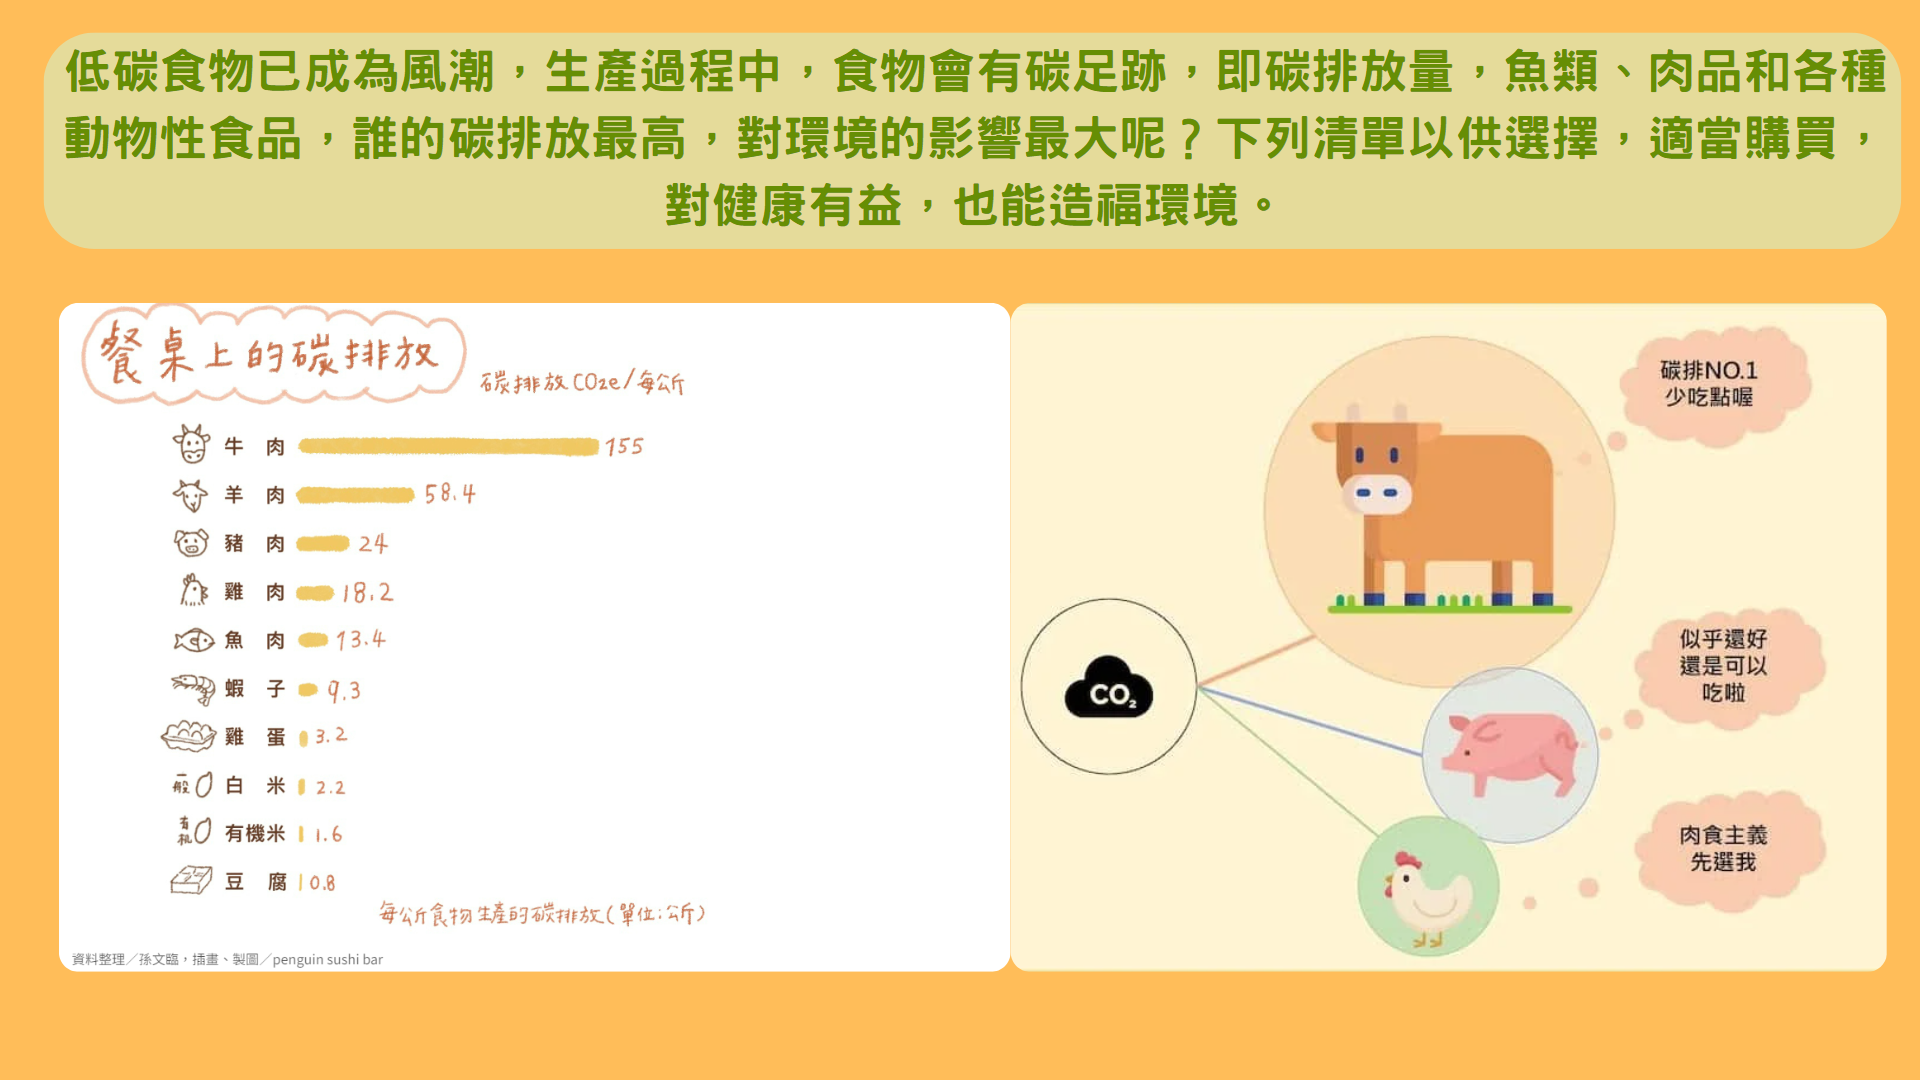 低碳食物已成為風潮，生產過程中，食物會有碳足跡，即碳排放量，魚類、肉品和各種
動物性食品，誰的碳排放最高，對環境的影響最大呢？下列清單以供選擇，適當購買，
對健康有益，也能造福環境。
餐桌上的碳排放
碳排放CO2e/每公斤
牛肉 155
羊肉 58.4
豬肉 24
雞肉 18.2
魚肉 13.4
蝦子 9.3
雞蛋 3.2
一般 白米 2.2
有機 有機米 1.6
豆腐 0.8
每公斤食物生產的碳排放(單位:公斤)
資料整理／孫文臨，插畫、製圖／penguin sushi bar
碳排NO.1
少吃點喔
CO₂
似乎還好
還是可以
吃啦
肉食主義
先選我